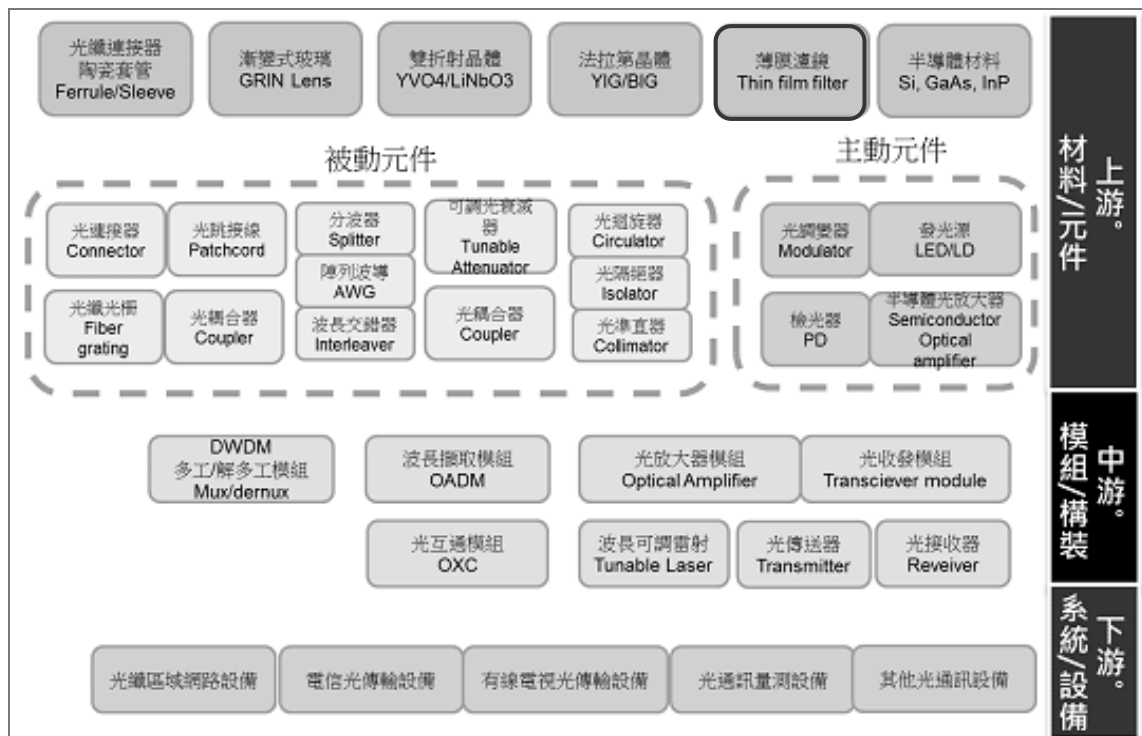 光纖連接器
陶瓷套管
Ferrule/Sleeve
漸變式玻璃
GRIN Lens
雙折射晶體
YVO4/LiNbO3
法拉第晶體
YIG/BIG
薄膜濾鏡
Thin film filter
半導體材料
Si, GaAs, InP
被動元件
主動元件
光連接器
Connector
光跳接線
Patchcord
分波器
Splitter
可調光衰減
器
Tunable
Attenuator
光迴旋器
Circulator
陣列波導
AWG
光隔絕器
Isolator
光纖光柵
Fiber
grating
光耦合器
Coupler
波長交錯器
Interleaver
光耦合器
Coupler
光準直器
Collimator
光調變器
Modulator
發光源
LED/LD
檢光器
PD
半導體光放大器
Semiconductor
Optical
amplifier
上游。
材料/元件
DWDM
多工/解多工模組
Mux/dernux
波長擷取模組
OADM
光放大器模組
Optical Amplifier
光收發模組
Transciever module
光互通模組
OXC
波長可調雷射
Tunable Laser
光傳送器
Transmitter
光接收器
Reveiver
中游。
模組/構裝
光纖區域網路設備
電信光傳輸設備
有線電視光傳輸設備
光通訊量測設備
其他光通訊設備
下游。
系統/設備